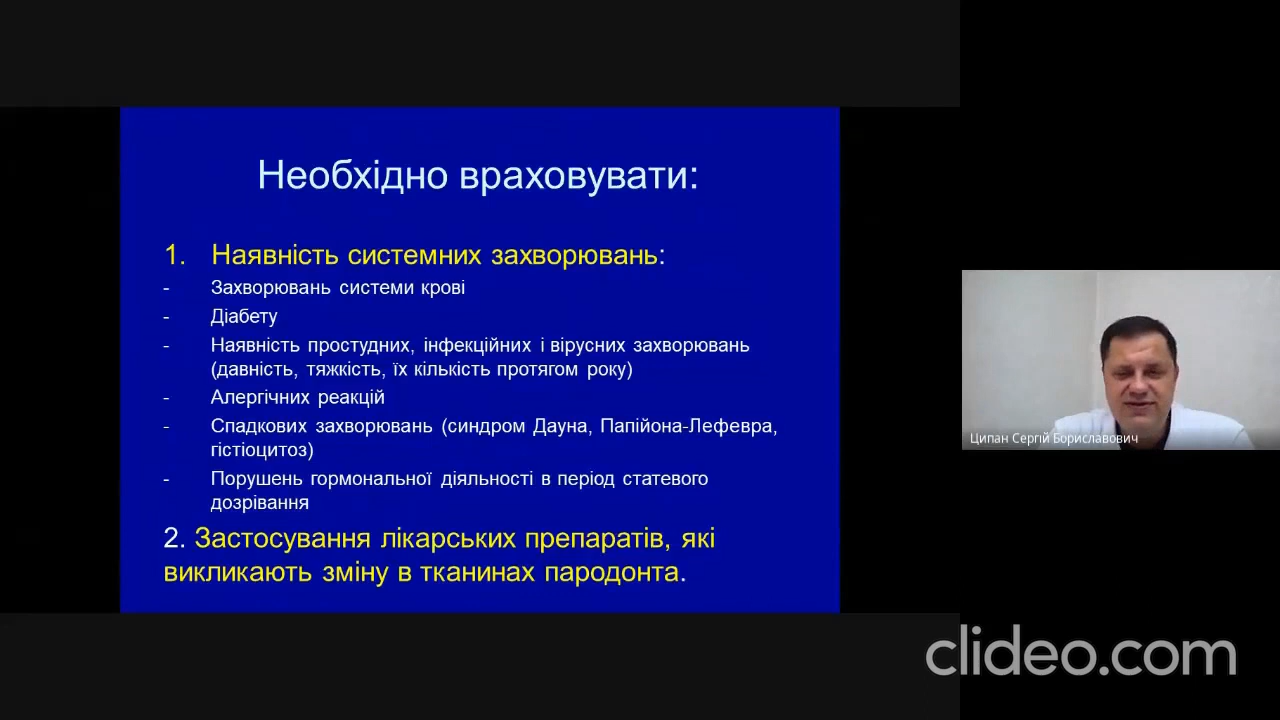 Необхідно враховувати:
1. Наявність системних захворювань:
- Захворювань системи крові
- Діабету
- Наявність простудних, інфекційних і вірусних захворювань
(давність, тяжкість, їх кількість протягом року)
- Алергічних реакцій
- Спадкових захворювань (синдром Дауна, Папійона-Лефевра,
гістіоцитоз)
- Порушень гормональної діяльності в період статевого
дозрівання
2. Застосування лікарських препаратів, які
викликають зміну в тканинах пародонта.
Ципан Сергій Бориславович
clideo.com